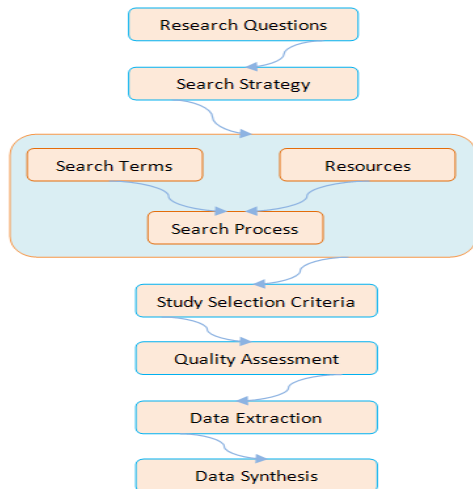 Research Questions
Search Strategy
Search Terms
Resources
Search Process
Study Selection Criteria
Quality Assessment
Data Extraction
Data Synthesis